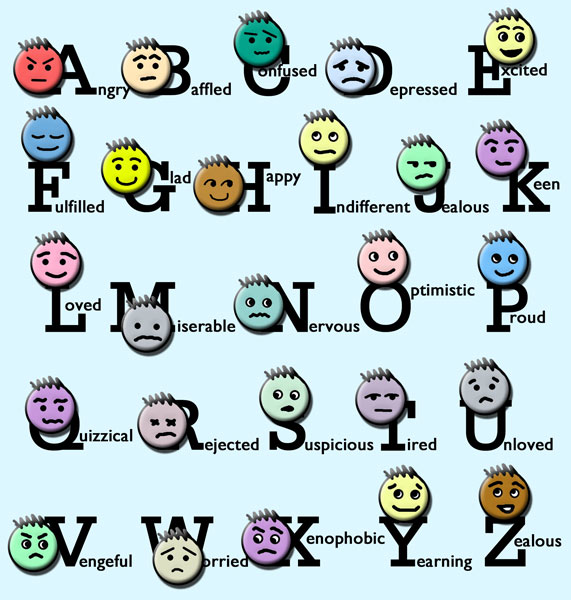 Angry Baffled Confused Depressed Excited
Fulfilled Glad Happy Indifferent Jealous Keen
Loved Miserable Nervous Optimistic Proud
Quizzical Rejected Suspicious Tired Unloved
Vengeful Worried Xenophobic Yearning Zealous